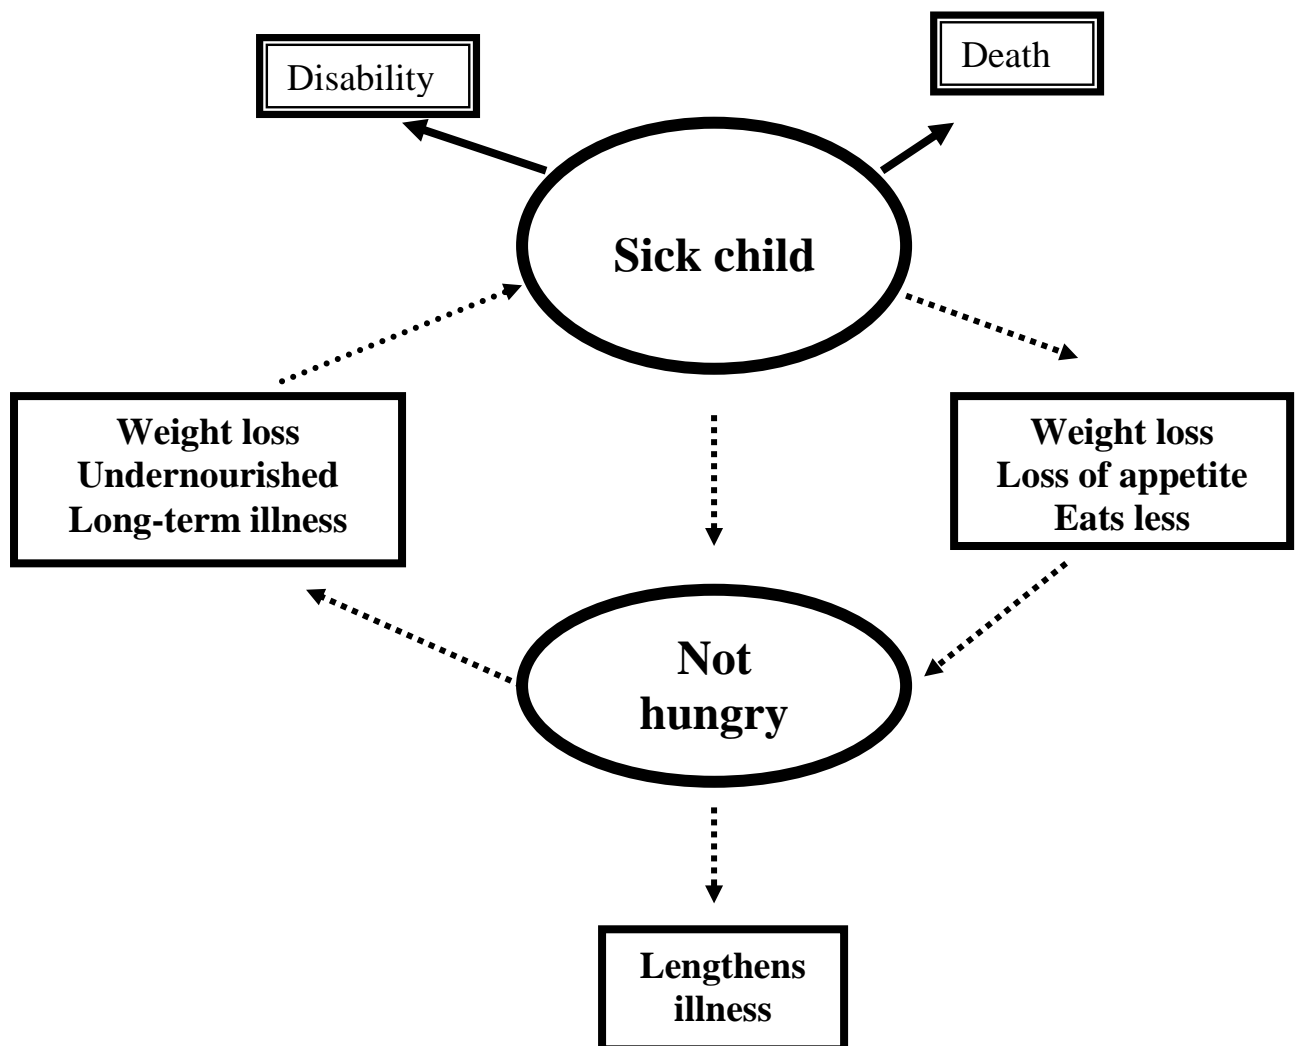 Disability
Death
Sick child
Weight loss
Undernourished
Long-term illness
Weight loss
Loss of appetite
Eats less
Not
hungry
Lengthens
illness